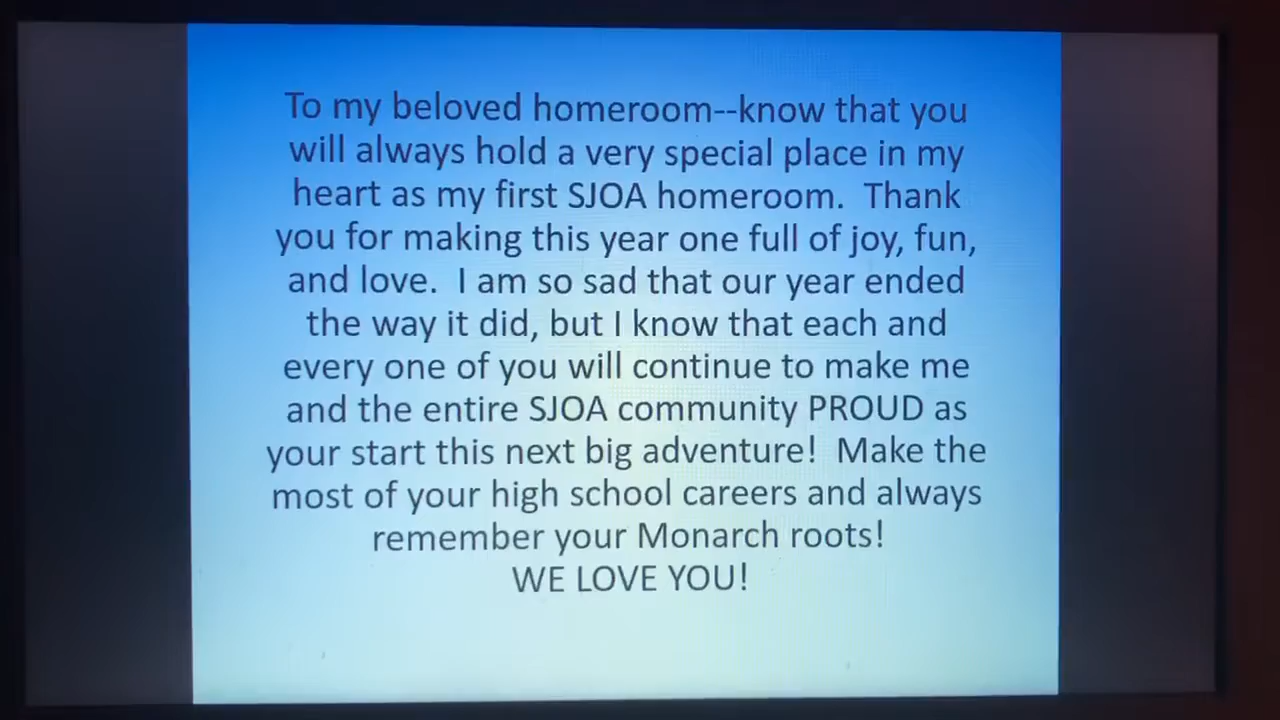 To my beloved homeroom--know that you
will always hold a very special place in my
heart as my first SJOA homeroom.  Thank
you for making this year one full of joy, fun,
and love.  I am so sad that our year ended
the way it did, but I know that each and
every one of you will continue to make me
and the entire SJOA community PROUD as
your start this next big adventure!  Make the
most of your high school careers and always
remember your Monarch roots!
WE LOVE YOU!